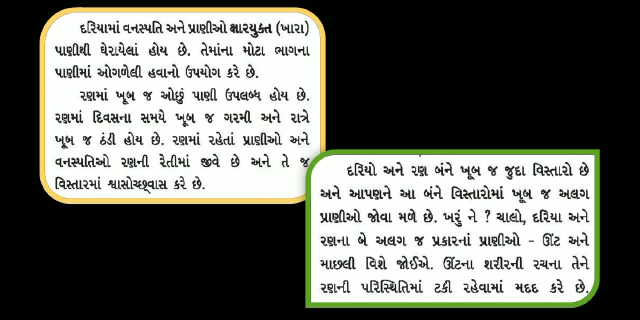 દરિયામાં વનસ્પતિ અને પ્રાણીઓ ક્ષારયુક્ત (ખારા)
પાણીથી ઘેરાયેલાં હોય છે. તેમાંના મોટા ભાગના
પાણીમાં ઓગળેલી હવાનો ઉપયોગ કરે છે.
રણમાં ખૂબ જ ઓછું પાણી ઉપલબ્ધ હોય છે.
રણમાં દિવસના સમયે ખૂબ જ ગરમી અને રાત્રે
ખૂબ જ ઠંડી હોય છે. રણમાં રહેતાં પ્રાણીઓ અને
વનસ્પતિઓ રણની રેતીમાં જીવે છે અને તે જ
વિસ્તારમાં શ્વાસોચ્છ્વાસ કરે છે.
દરિયો અને રણ બંને ખૂબ જ જુદા વિસ્તારો છે
અને આપણને આ બંને વિસ્તારોમાં ખૂબ જ અલગ
પ્રાણીઓ જોવા મળે છે. ખરું ને ? ચાલો, દરિયા અને
રણના બે અલગ જ પ્રકારનાં પ્રાણીઓ - ઊંટ અને
માછલી વિશે જોઈએ. ઊંટના શરીરની રચના તેને
રણની પરિસ્થિતિમાં ટકી રહેવામાં મદદ કરે છે.